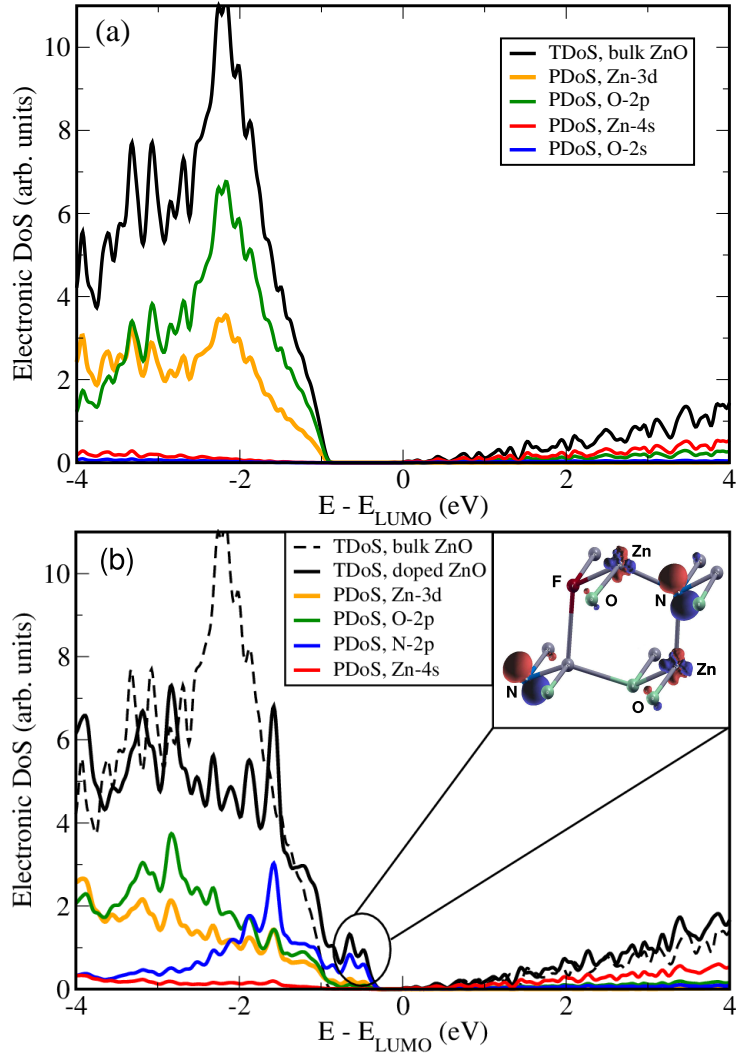 (a)
Electronic DoS (arb. units)
10
8
6
4
2
0
TDoS, bulk ZnO
PDoS, Zn-3d
PDoS, O-2p
PDoS, Zn-4s
PDoS, O-2s
-4 -2 0 2 4
E - E_LUMO (eV)
(b)
Electronic DoS (arb. units)
10
8
6
4
2
0
TDoS, bulk ZnO
TDoS, doped ZnO
PDoS, Zn-3d
PDoS, O-2p
PDoS, N-2p
PDoS, Zn-4s
Zn
F
N
O
Zn
N
O
-4 -2 0 2 4
E - E_LUMO (eV)